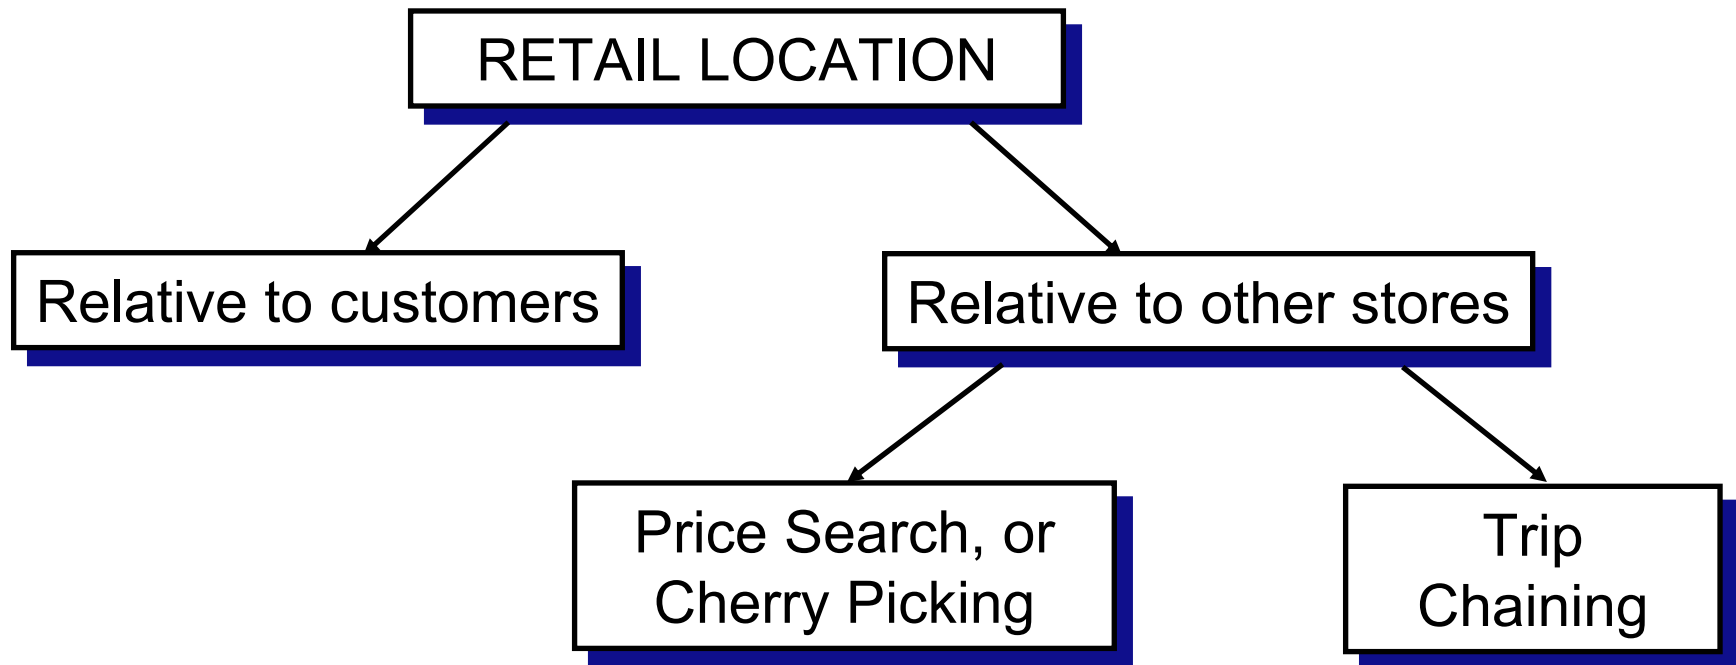 RETAIL LOCATION
Relative to customers
Relative to other stores
Price Search, or
Cherry Picking
Trip
Chaining